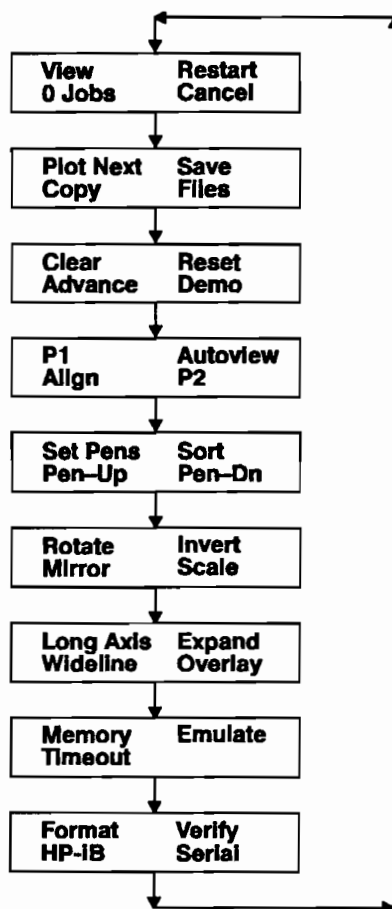 View Restart
0 Jobs Cancel
Plot Next Save
Copy Files
Clear Reset
Advance Demo
P1 Autoview
Align P2
Set Pens Sort
Pen-Up Pen-Dn
Rotate Invert
Mirror Scale
Long Axis Expand
Wideline Overlay
Memory Emulate
Timeout
Format Verify
HP-IB Serial